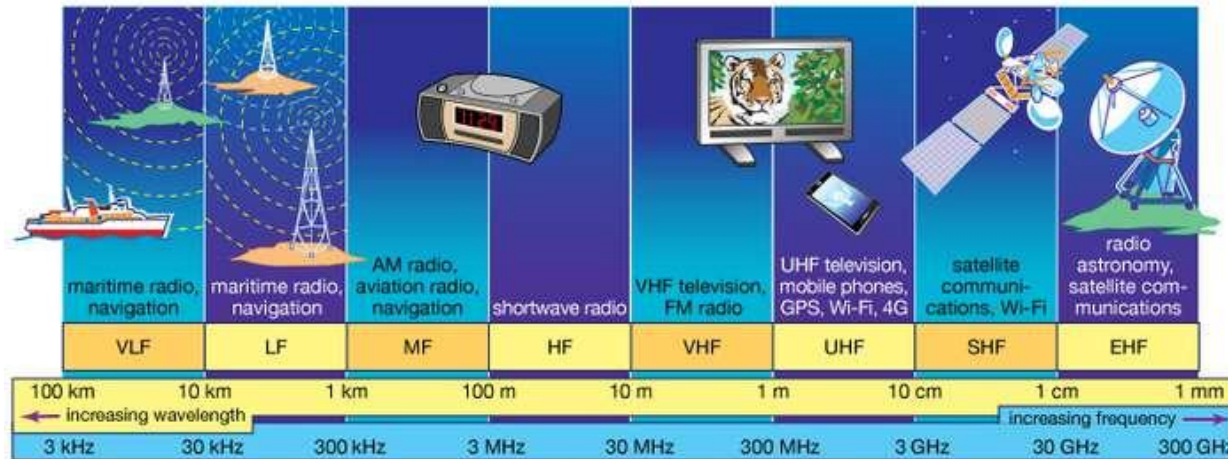 11:29
maritime radio,
navigation
maritime radio,
navigation
AM radio,
aviation radio,
navigation
shortwave radio
VHF television,
FM radio
UHF television,
mobile phones,
GPS, Wi-Fi, 4G
satellite
communi-
cations, Wi-Fi
radio
astronomy,
satellite com-
munications
VLF LF MF HF VHF UHF SHF EHF
100 km 10 km 1 km 100 m 10 m 1 m 10 cm 1 cm 1 mm
increasing wavelength increasing frequency
3 kHz 30 kHz 300 kHz 3 MHz 30 MHz 300 MHz 3 GHz 30 GHz 300 GHz